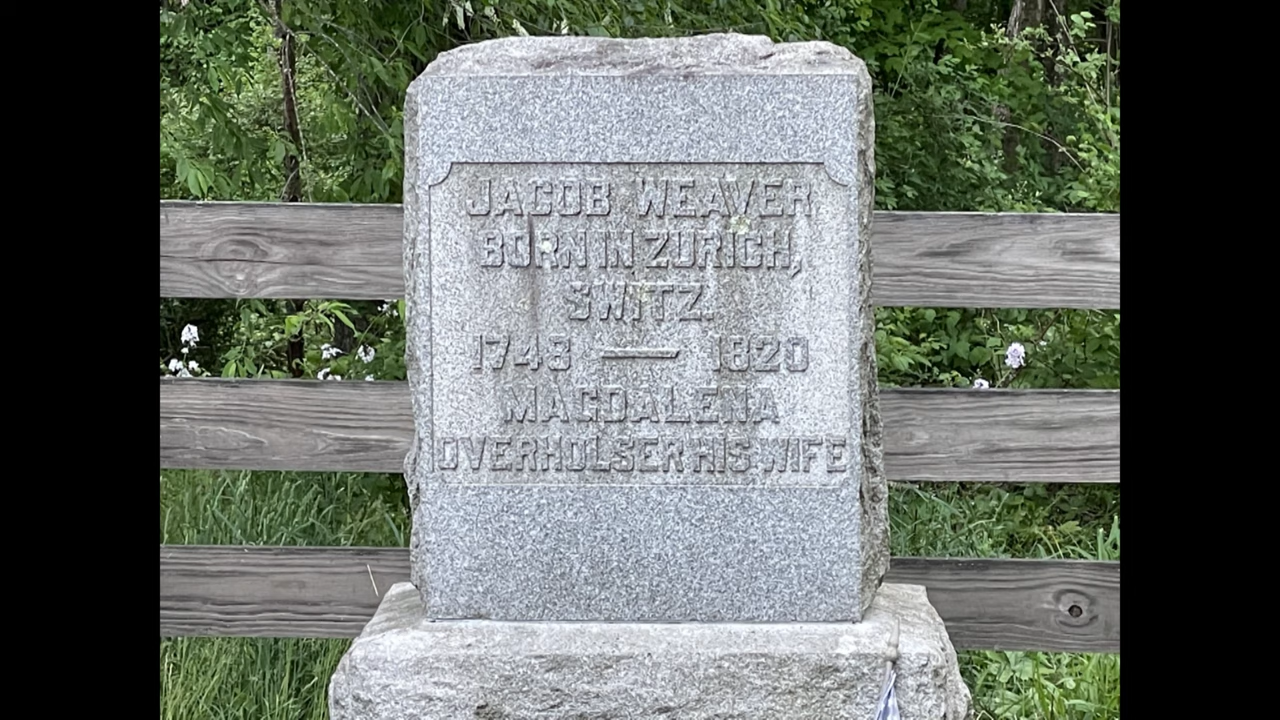 JACOB WEAVER
BORN IN ZURICH,
SWITZ.
1748 — 1820
MAGDALENA
OVERHOLSER HIS WIFE